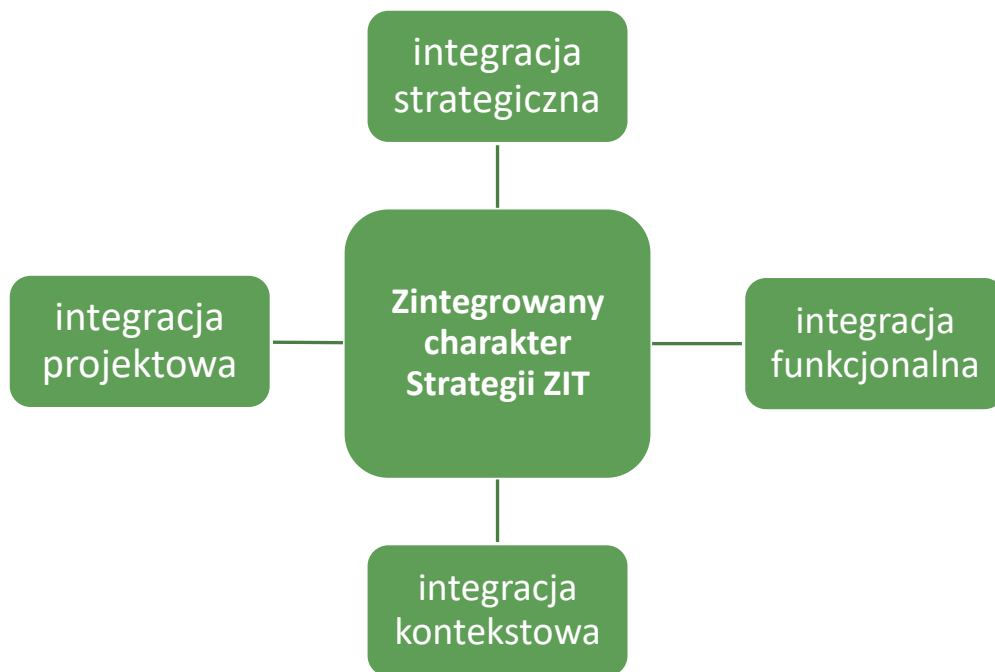 integracja
strategiczna
integracja
projektowa
Zintegrowany
charakter
Strategii ZIT
integracja
funkcjonalna
integracja
kontekstowa